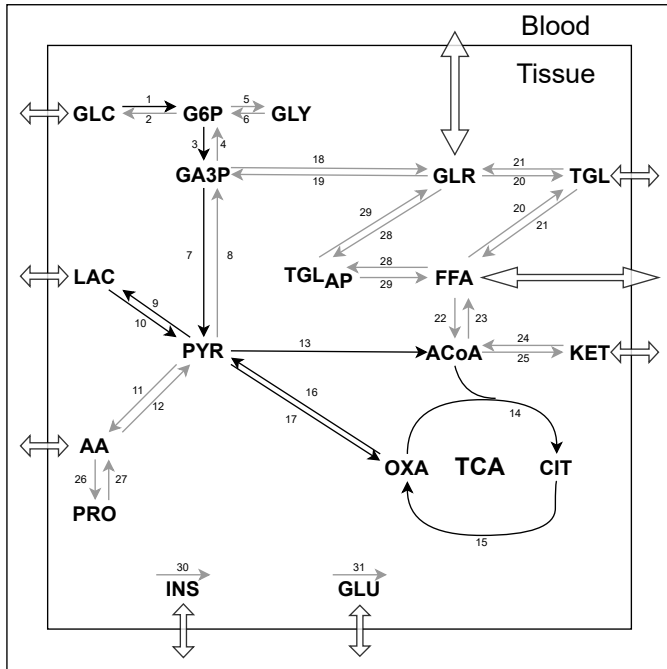 Blood
Tissue
1 5
GLC G6P GLY
2 6
3 4
18 21
GA3P GLR TGL
19 20
29 20
28 21
7 8
LAC TGL AP 28 FFA
29
9
10 22 23
13 24
PYR ACoA KET
25
11 16
12 17 14
AA OXA TCA CIT
26 27
PRO
15
30 31
INS GLU